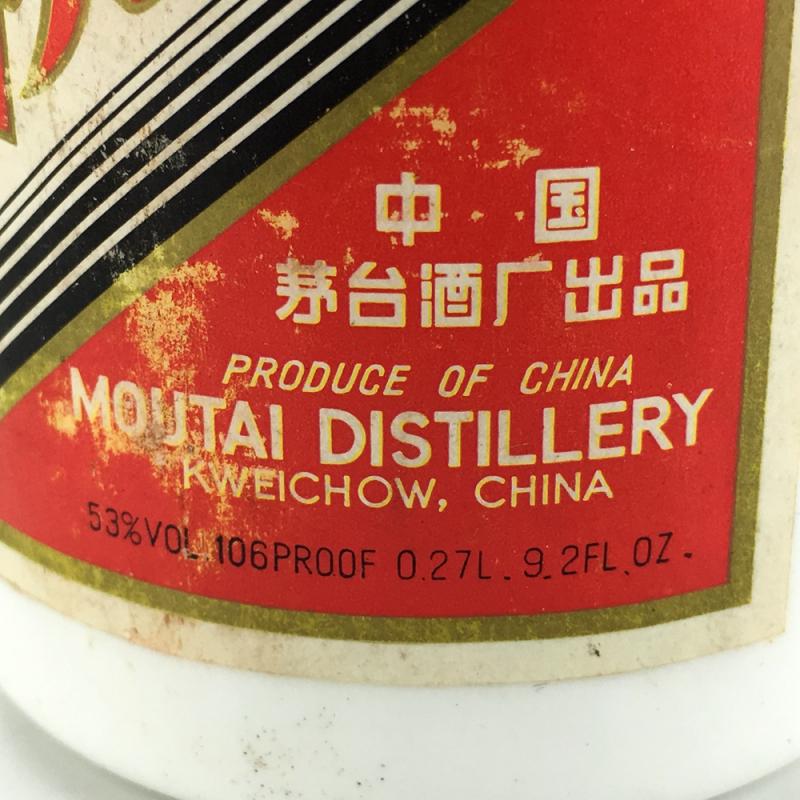 中国
茅台酒厂出品
PRODUCE OF CHINA
MOUTAI DISTILLERY
KWEICHOW, CHINA
53%VOL 106PROOF 0.27L. 9.2FL.OZ.